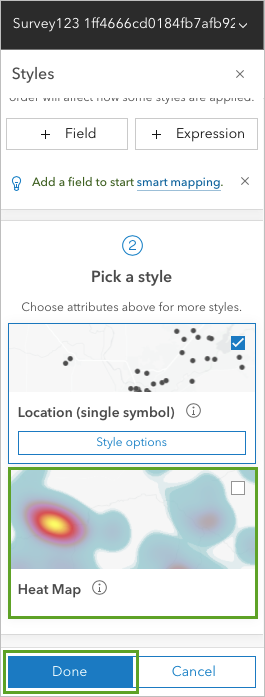 Survey123 1ff4666cd0184fb7afb92
Styles
order will affect how some styles are applied.
+ Field
+ Expression
Add a field to start smart mapping.
2
Pick a style
Choose attributes above for more styles.
Location (single symbol)
Style options
Heat Map
Done
Cancel